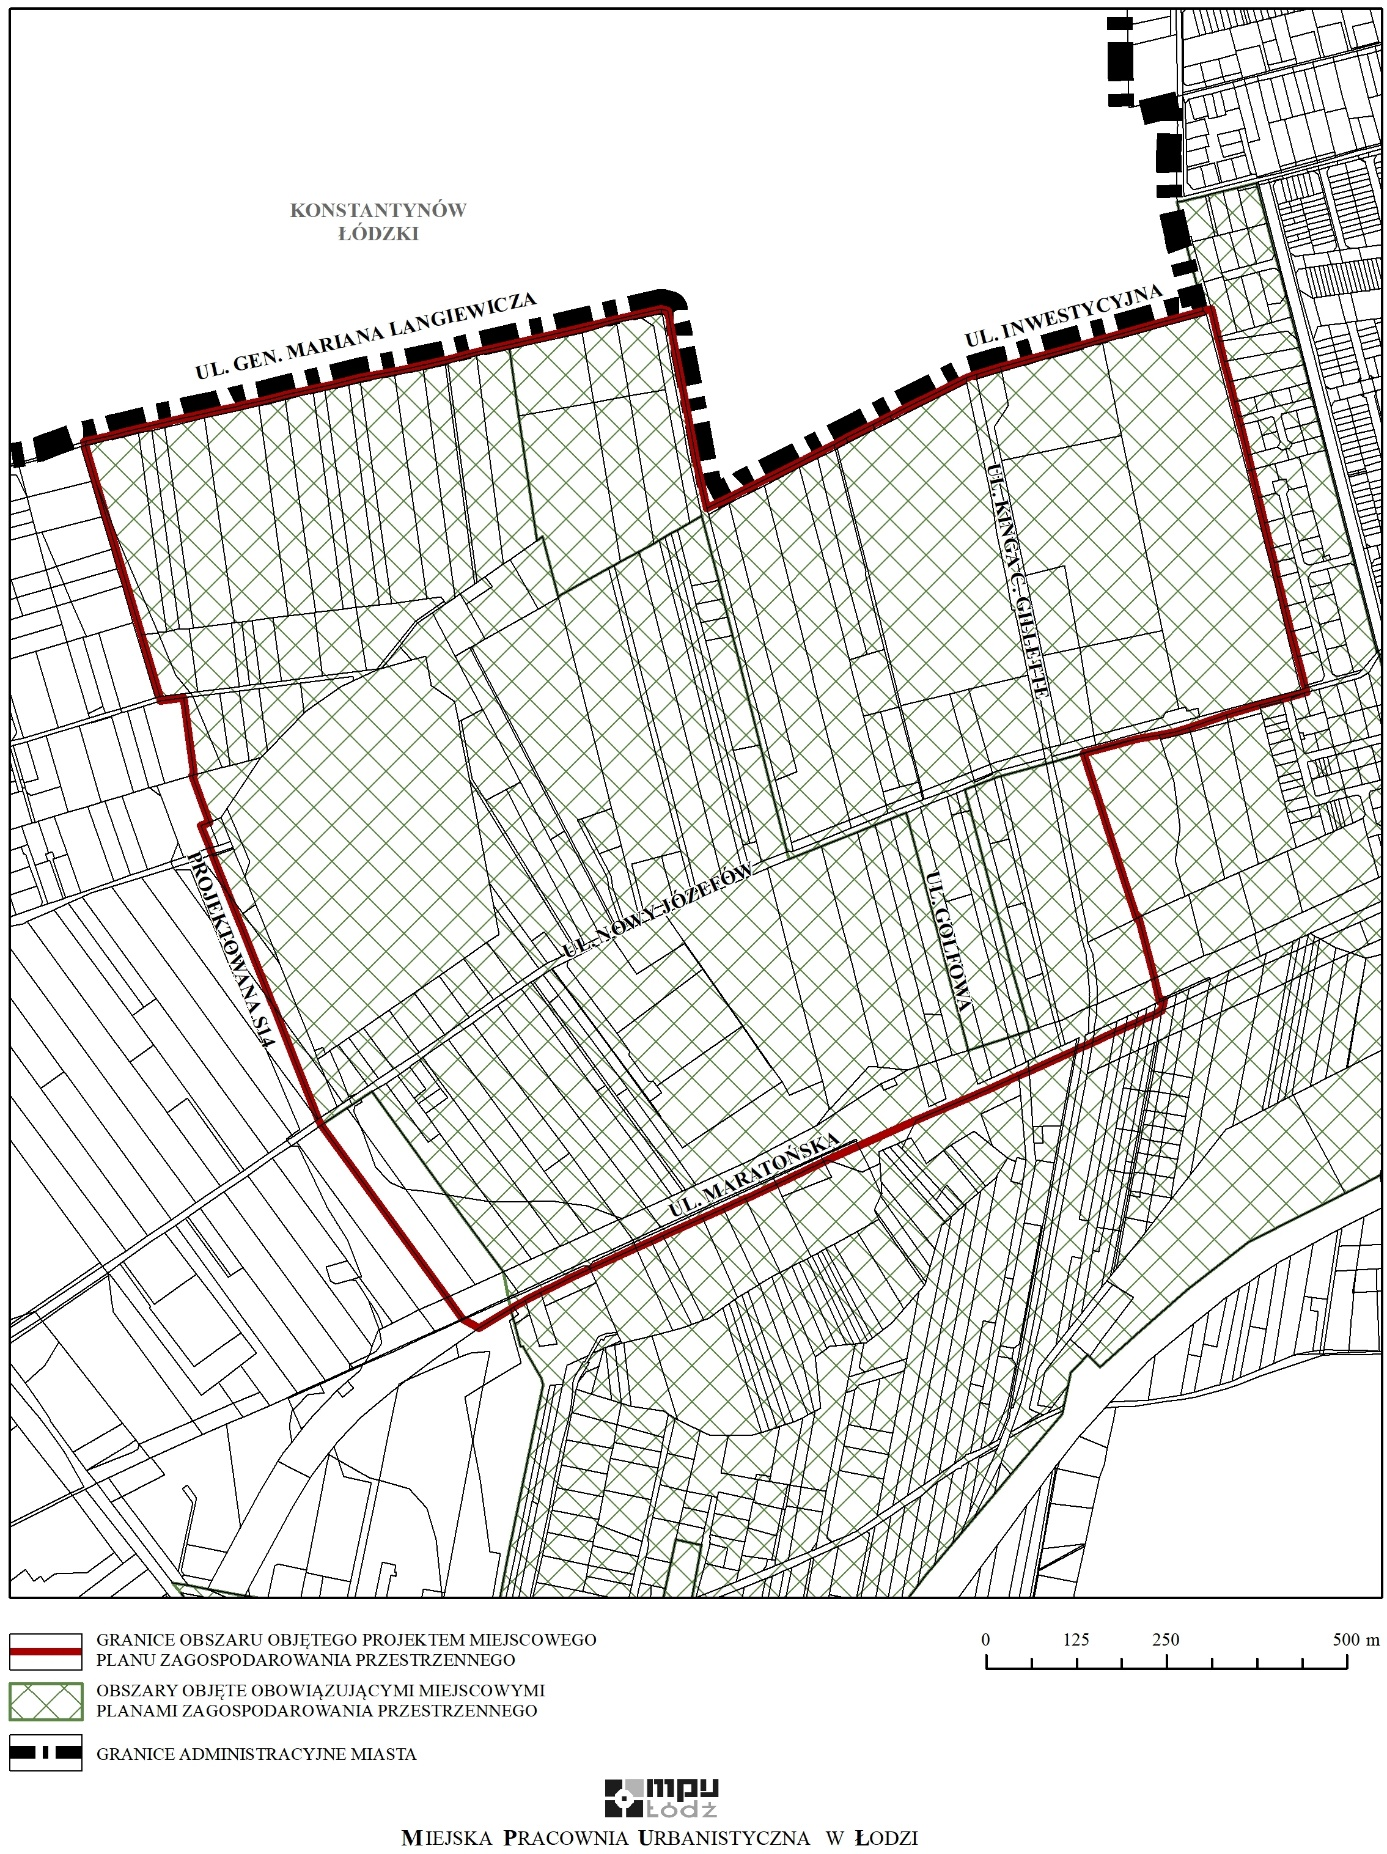 KONSTANTYNÓW
ŁÓDZKI
UL. GEN. MARIANA LANGIEWICZA
UL. INWESTYCYJNA
UL. KINGA C. GILLETTE
UL. NOWY JÓZEFÓW
UL. GOLFOWA
PROJEKTOWANA S14
UL. MARATOŃSKA
GRANICE OBSZARU OBJĘTEGO PROJEKTEM MIEJSCOWEGO
PLANU ZAGOSPODAROWANIA PRZESTRZENNEGO
0 125 250 500 m
OBSZARY OBJĘTE OBOWIĄZUJĄCYMI MIEJSCOWYMI
PLANAMI ZAGOSPODAROWANIA PRZESTRZENNEGO
GRANICE ADMINISTRACYJNE MIASTA
mpu
Łódź
MIEJSKA PRACOWNIA URBANISTYCZNA W ŁODZI